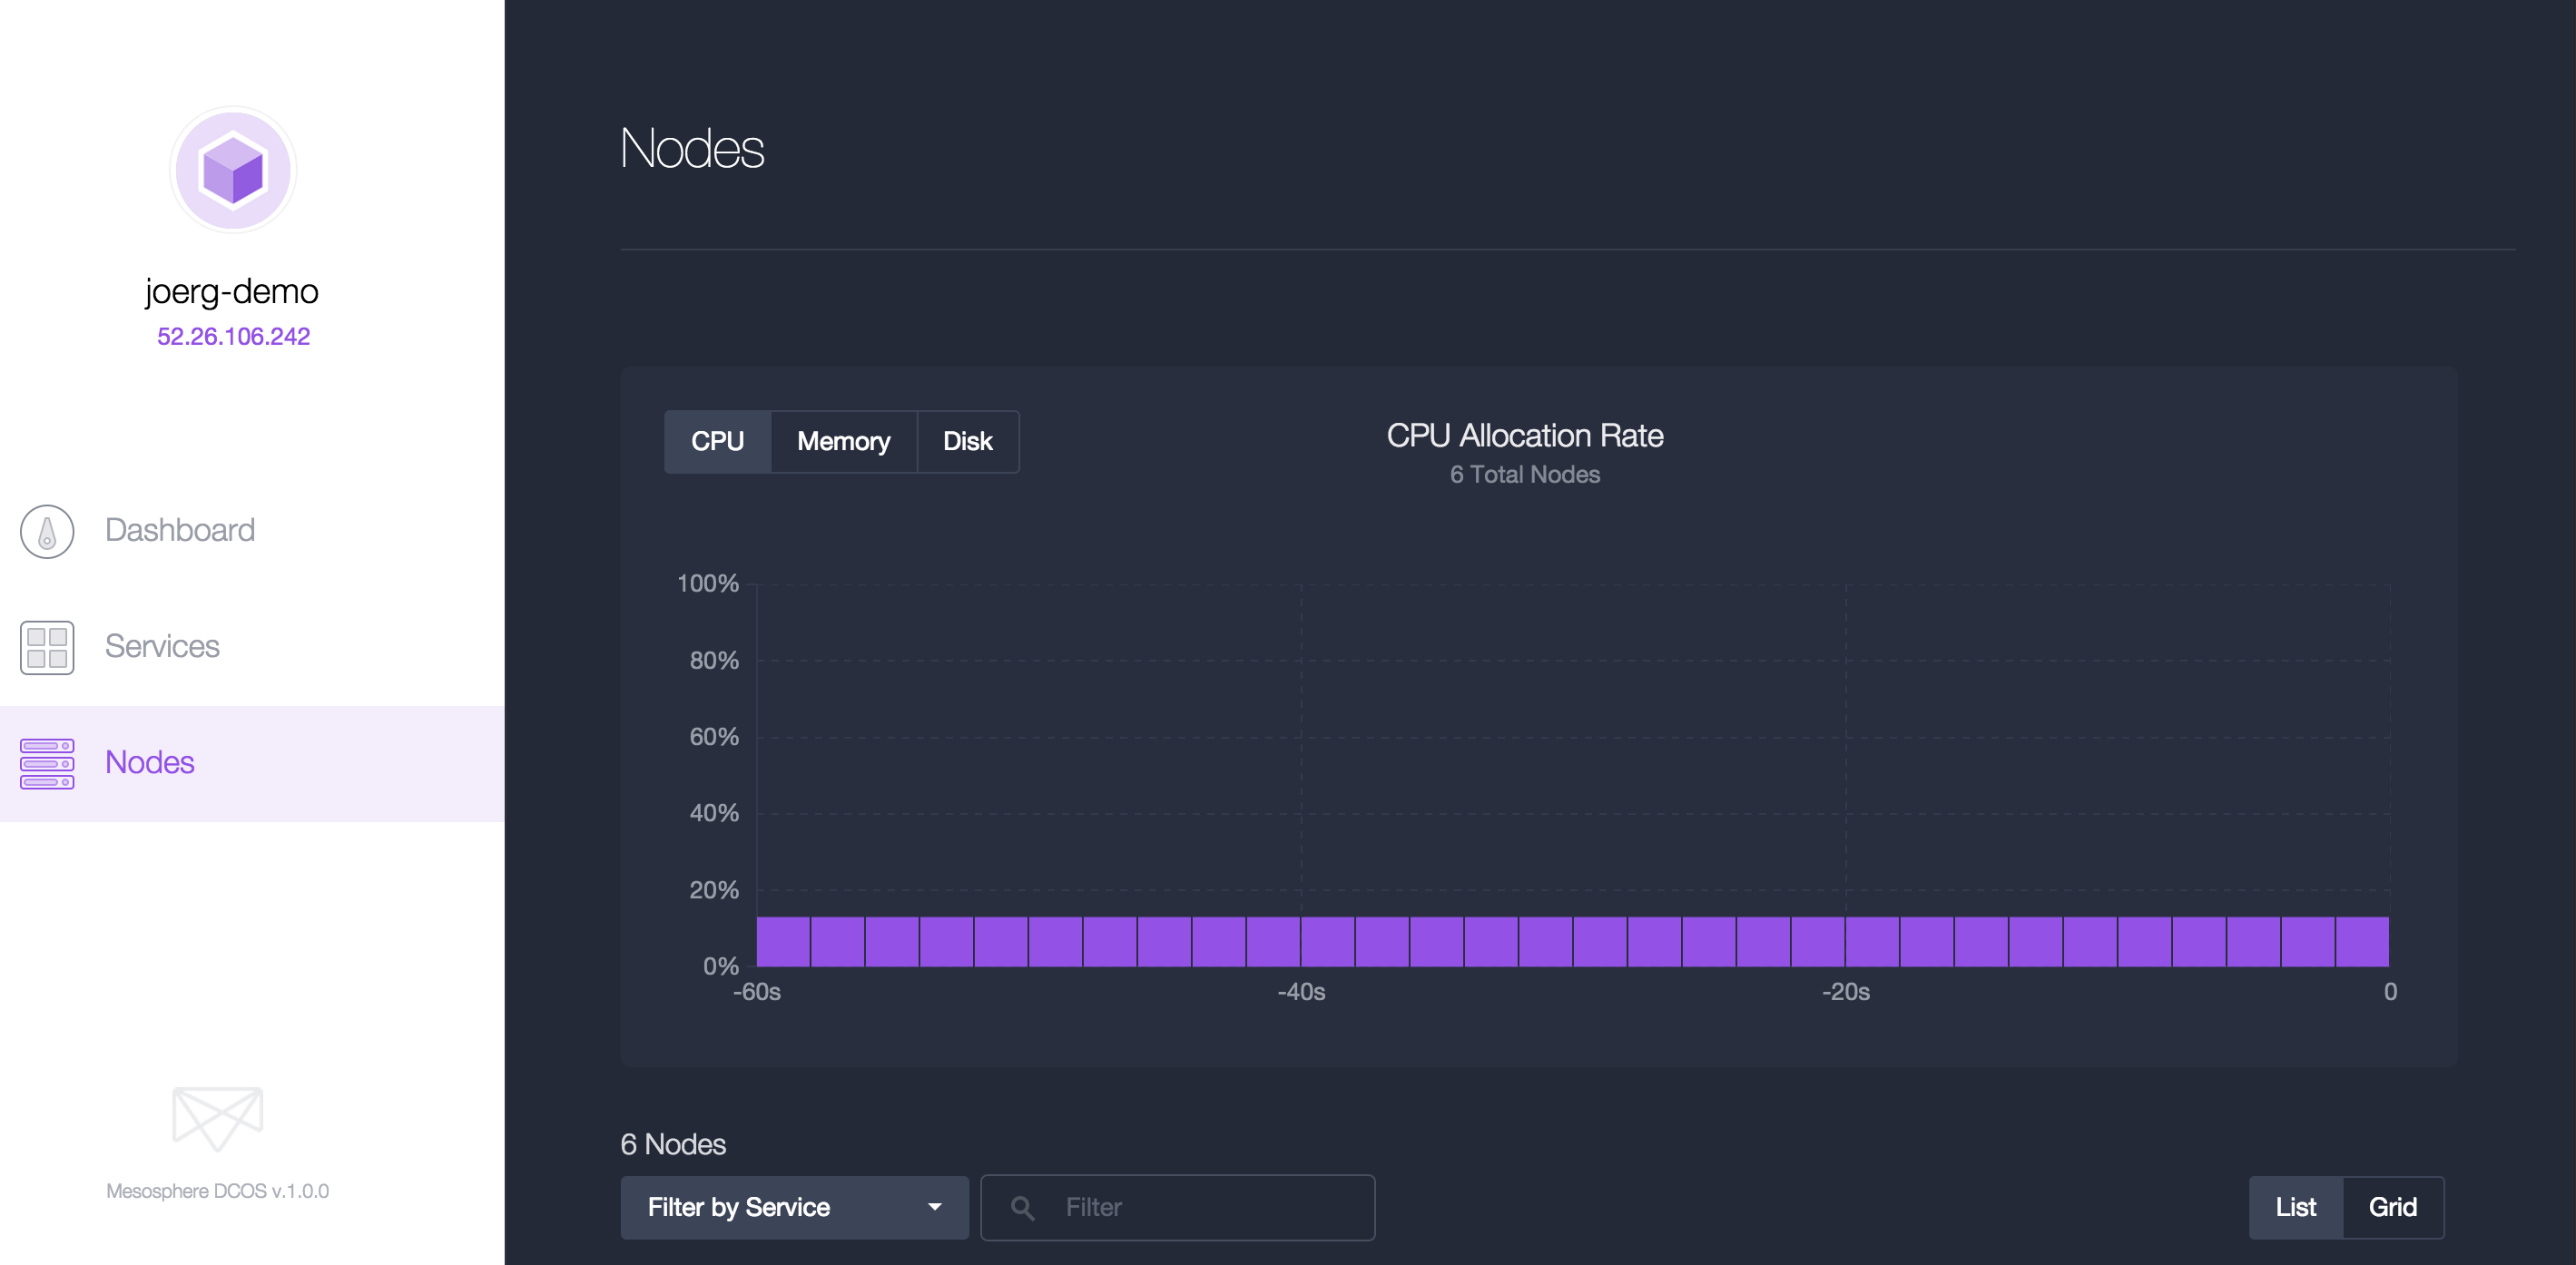 joerg-demo
52.26.106.242
Dashboard
Services
Nodes
Mesosphere DCOS v.1.0.0
Nodes
CPU Memory Disk
CPU Allocation Rate
6 Total Nodes
100%
80%
60%
40%
20%
0%
-60s -40s -20s 0
6 Nodes
Filter by Service Filter List Grid